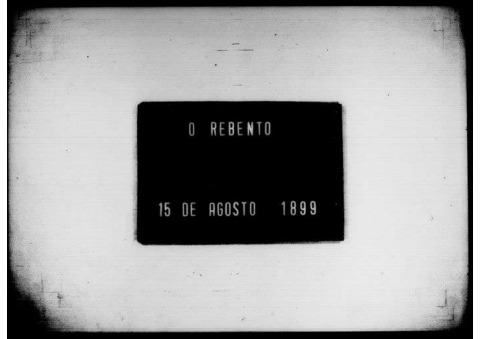 O REBENTO
15 DE AGOSTO 1899